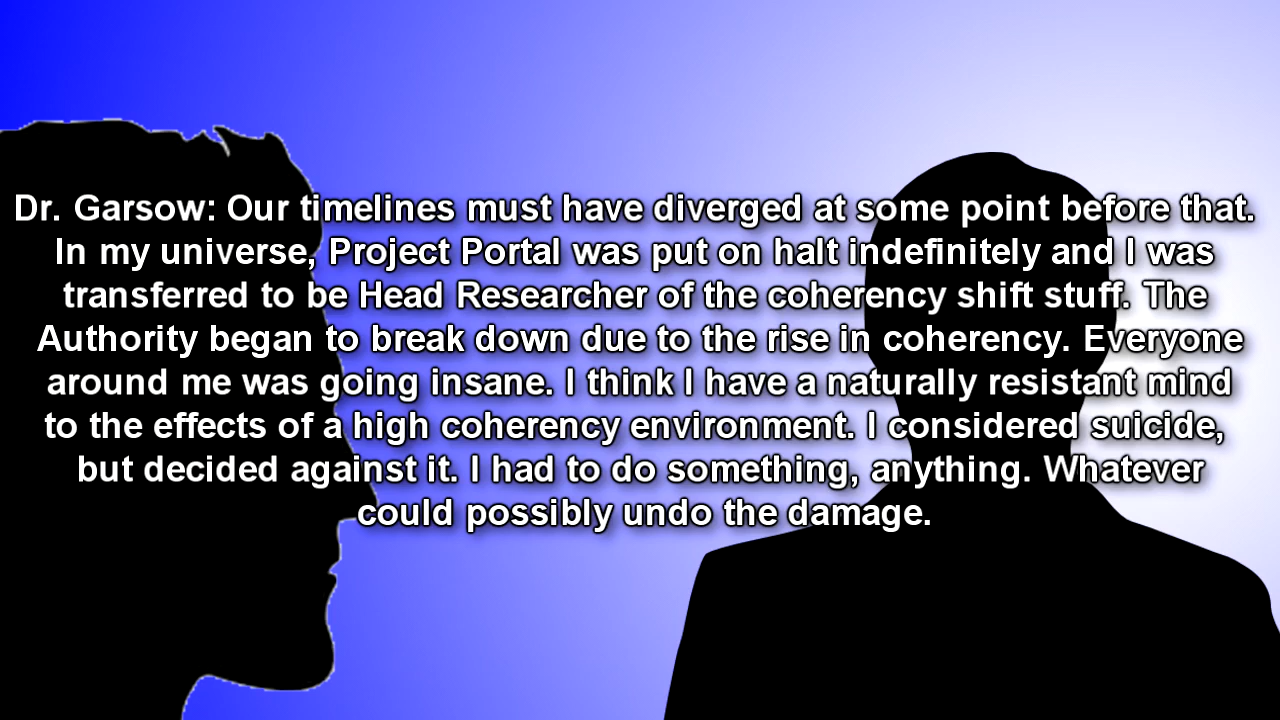 Dr. Garsow: Our timelines must have diverged at some point before that.
In my universe, Project Portal was put on halt indefinitely and I was
transferred to be Head Researcher of the coherency shift stuff. The
Authority began to break down due to the rise in coherency. Everyone
around me was going insane. I think I have a naturally resistant mind
to the effects of a high coherency environment. I considered suicide,
but decided against it. I had to do something, anything. Whatever
could possibly undo the damage.